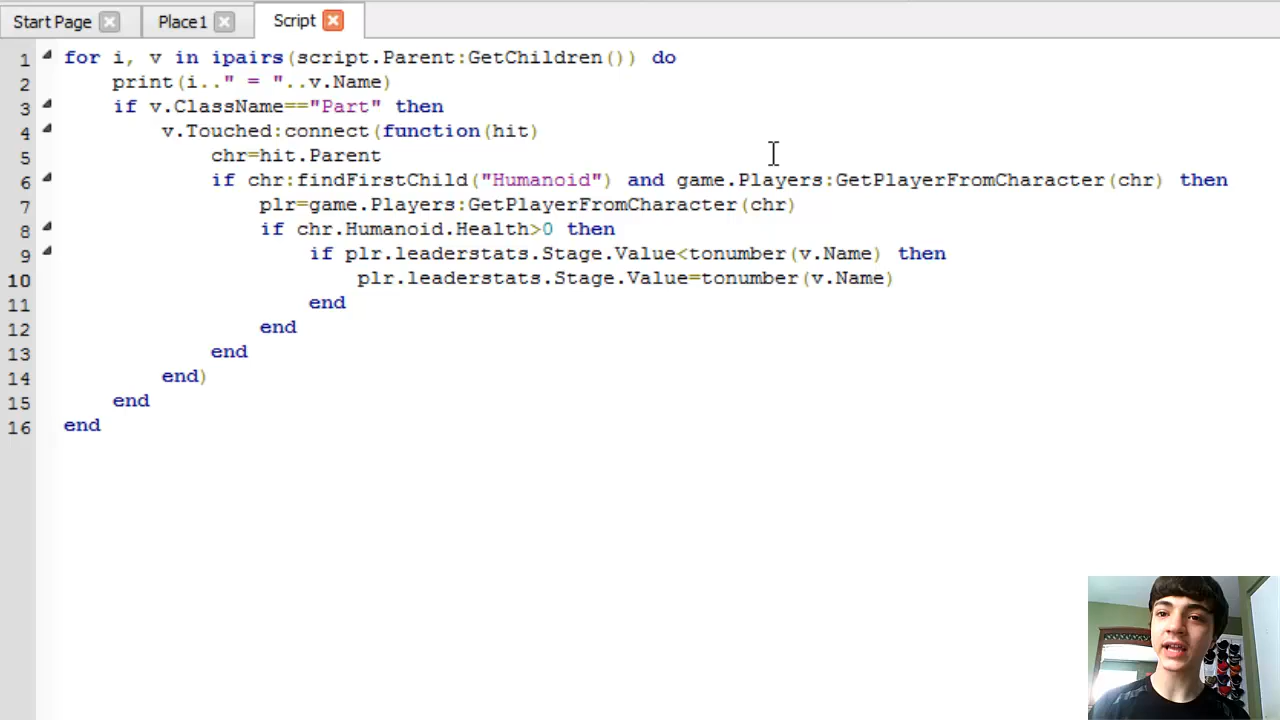 Start Page Place1 Script
1 for i, v in ipairs(script.Parent:GetChildren()) do
2 print(i.." = "..v.Name)
3 if v.ClassName=="Part" then
4 v.Touched:connect(function(hit)
5 chr=hit.Parent
6 if chr:findFirstChild("Humanoid") and game.Players:GetPlayerFromCharacter(chr) then
7 plr=game.Players:GetPlayerFromCharacter(chr)
8 if chr.Humanoid.Health>0 then
9 if plr.leaderstats.Stage.Value<tonumber(v.Name) then
10 plr.leaderstats.Stage.Value=tonumber(v.Name)
11 end
12 end
13 end
14 end)
15 end
16 end